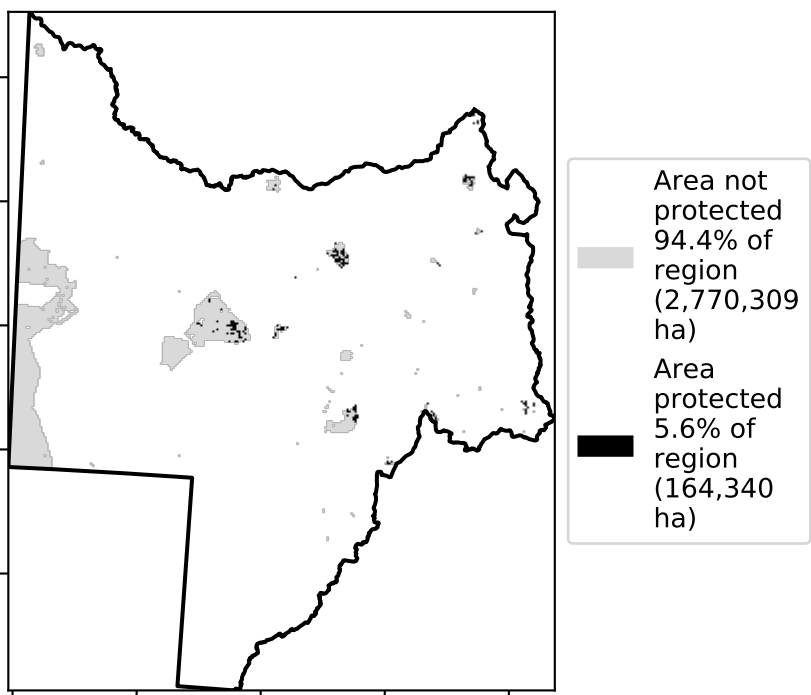 Area not
protected
94.4% of
region
(2,770,309
ha)
Area
protected
5.6% of
region
(164,340
ha)